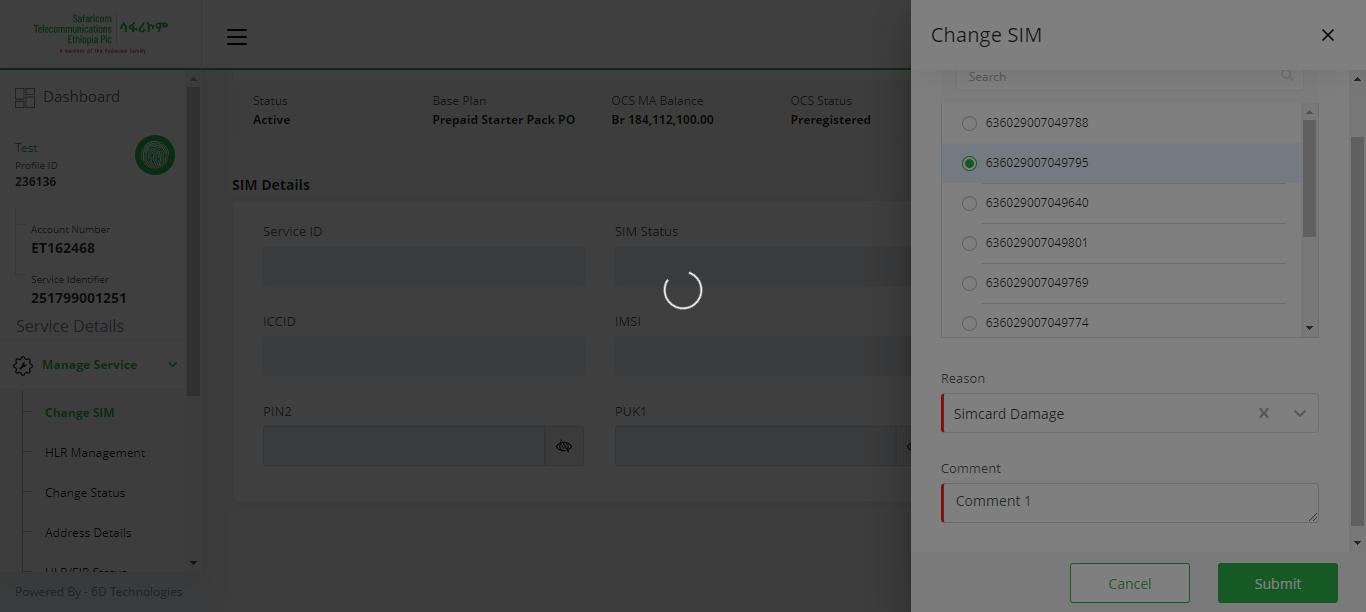 Safaricom
Telecommunications
Ethiopia Plc
A member of the Vodacom family
ሳፋሪኮም
Dashboard
Test
Profile ID
236136
Account Number
ET162468
Service Identifier
251799001251
Service Details
Manage Service
Change SIM
HLR Management
Change Status
Address Details
HLR/EIR Status
Powered By - 6D Technologies
Status
Active
Base Plan
Prepaid Starter Pack PO
OCS MA Balance
Br 184,112,100.00
OCS Status
Preregistered
SIM Details
Service ID
SIM Status
ICCID
IMSI
PIN2
PUK1
Change SIM
Search
636029007049788
636029007049795
636029007049640
636029007049801
636029007049769
636029007049774
Reason
Simcard Damage
Comment
Comment 1
Cancel
Submit